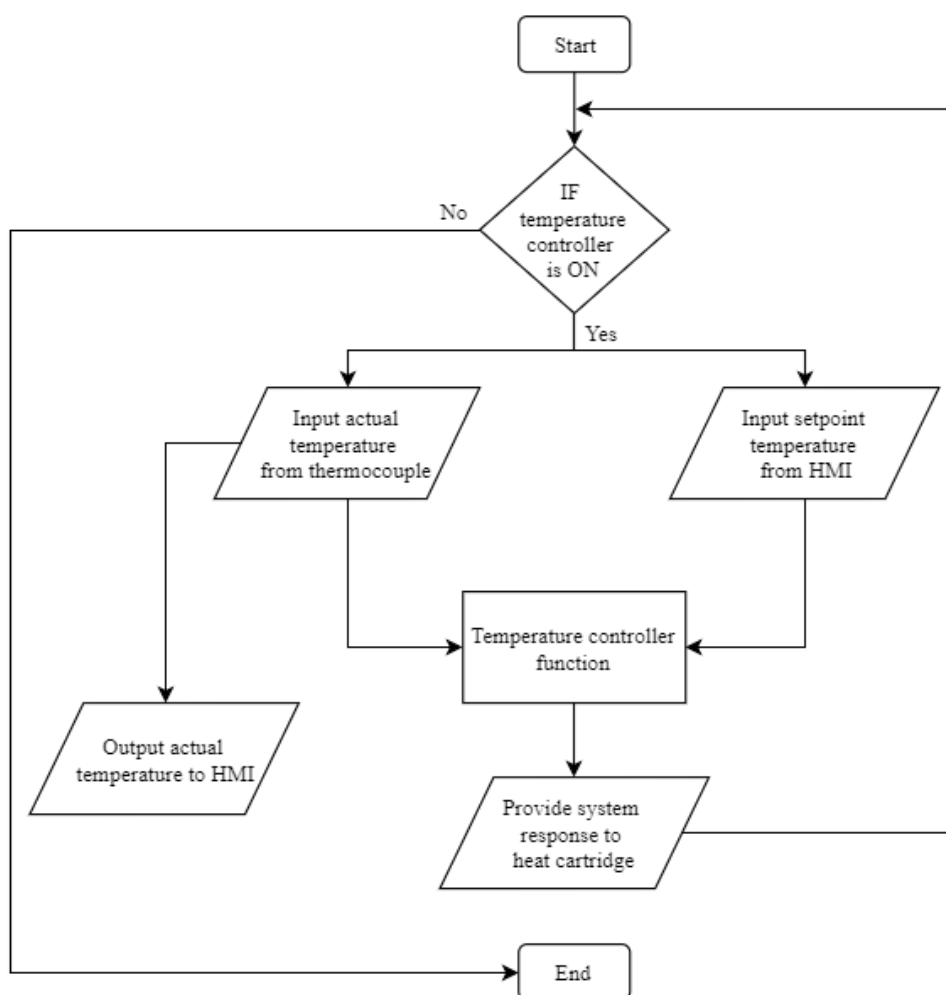 Start
IF
temperature
controller
is ON
No
Yes
Input actual
temperature
from thermocouple
Input setpoint
temperature
from HMI
Temperature controller
function
Output actual
temperature to HMI
Provide system
response to
heat cartridge
End